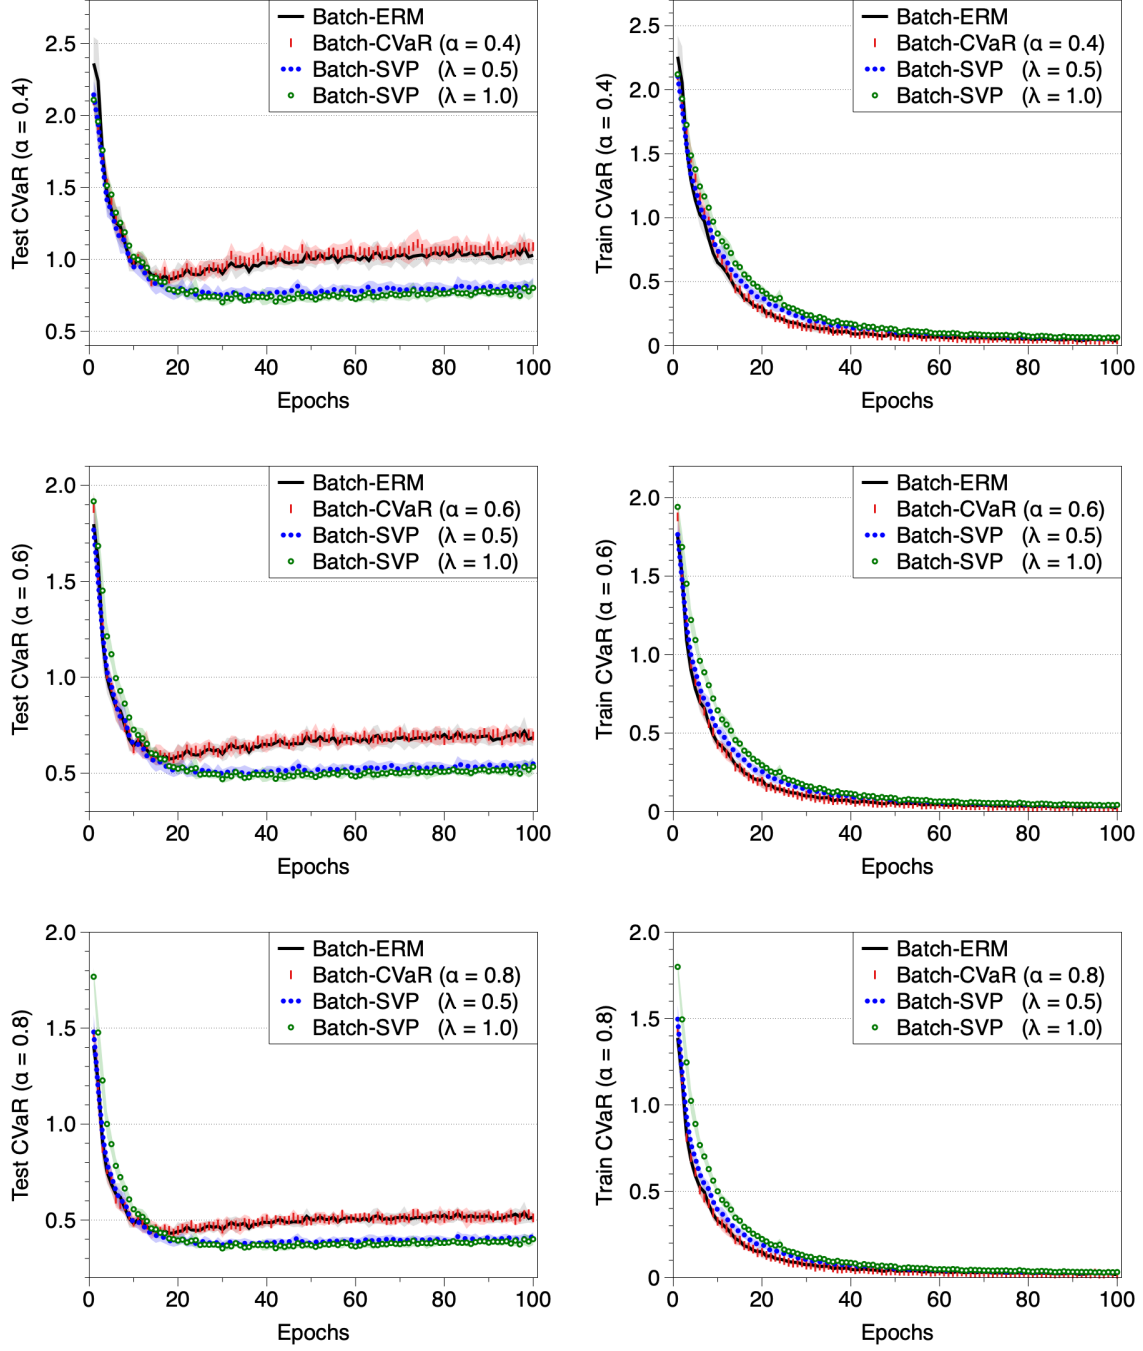 Test CVaR (α = 0.4)
2.5
2.0
1.5
1.0
0.5
Batch-ERM
Batch-CVaR (α = 0.4)
Batch-SVP (λ = 0.5)
Batch-SVP (λ = 1.0)
0 20 40 60 80 100
Epochs
Train CVaR (α = 0.4)
2.5
2.0
1.5
1.0
0.5
0
Batch-ERM
Batch-CVaR (α = 0.4)
Batch-SVP (λ = 0.5)
Batch-SVP (λ = 1.0)
0 20 40 60 80 100
Epochs
Test CVaR (α = 0.6)
2.0
1.5
1.0
0.5
Batch-ERM
Batch-CVaR (α = 0.6)
Batch-SVP (λ = 0.5)
Batch-SVP (λ = 1.0)
0 20 40 60 80 100
Epochs
Train CVaR (α = 0.6)
2.0
1.5
1.0
0.5
0
Batch-ERM
Batch-CVaR (α = 0.6)
Batch-SVP (λ = 0.5)
Batch-SVP (λ = 1.0)
0 20 40 60 80 100
Epochs
Test CVaR (α = 0.8)
2.0
1.5
1.0
0.5
Batch-ERM
Batch-CVaR (α = 0.8)
Batch-SVP (λ = 0.5)
Batch-SVP (λ = 1.0)
0 20 40 60 80 100
Epochs
Train CVaR (α = 0.8)
2.0
1.5
1.0
0.5
0
Batch-ERM
Batch-CVaR (α = 0.8)
Batch-SVP (λ = 0.5)
Batch-SVP (λ = 1.0)
0 20 40 60 80 100
Epochs